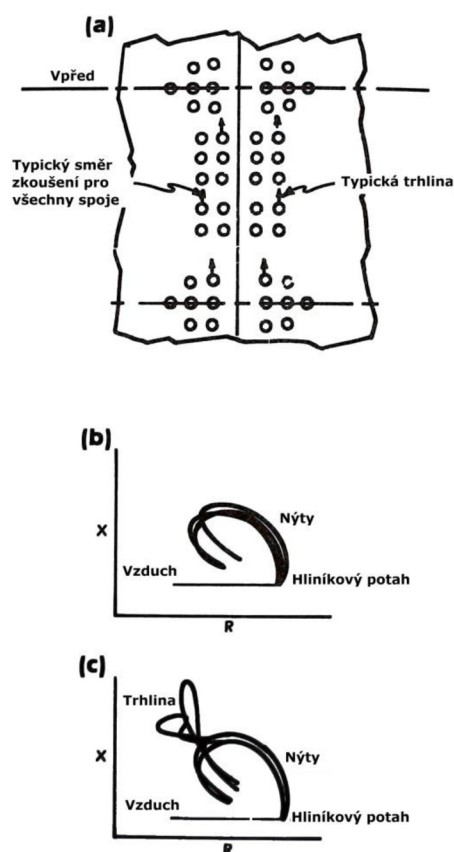 (a)
Vpřed
Typický směr
zkoušení pro
všechny spoje
Typická trhlina
(b)
X
Nýty
Vzduch
Hliníkový potah
R
(c)
Trhlina
X
Nýty
Vzduch
Hliníkový potah
R